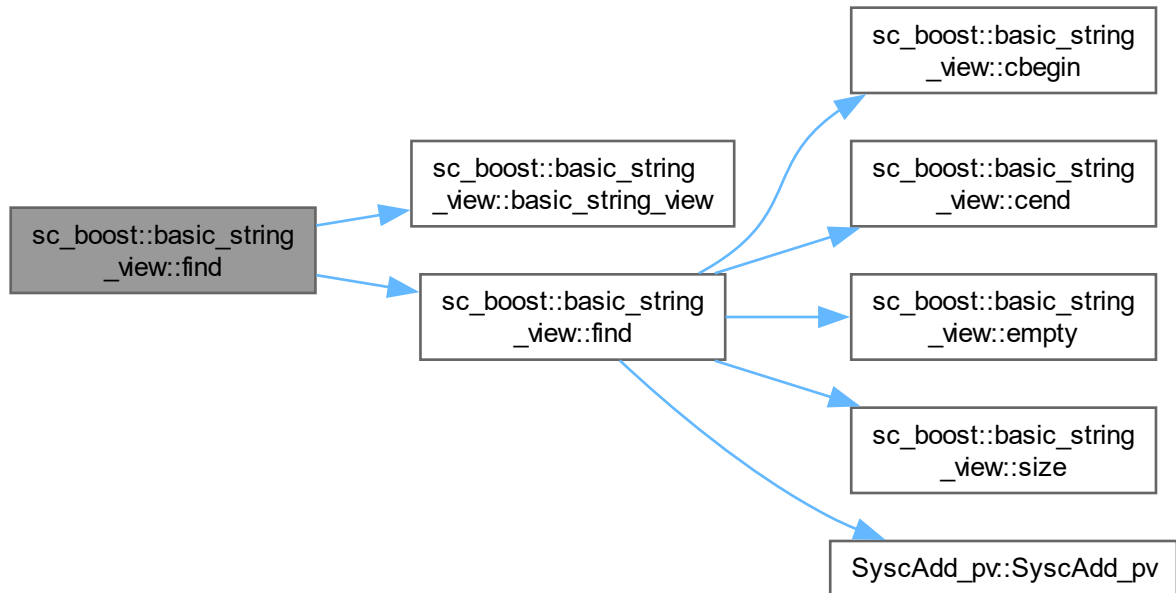 sc_boost::basic_string
_view::find
sc_boost::basic_string
_view::basic_string_view
sc_boost::basic_string
_view::find
sc_boost::basic_string
_view::cbegin
sc_boost::basic_string
_view::cend
sc_boost::basic_string
_view::empty
sc_boost::basic_string
_view::size
SyscAdd_pv::SyscAdd_pv